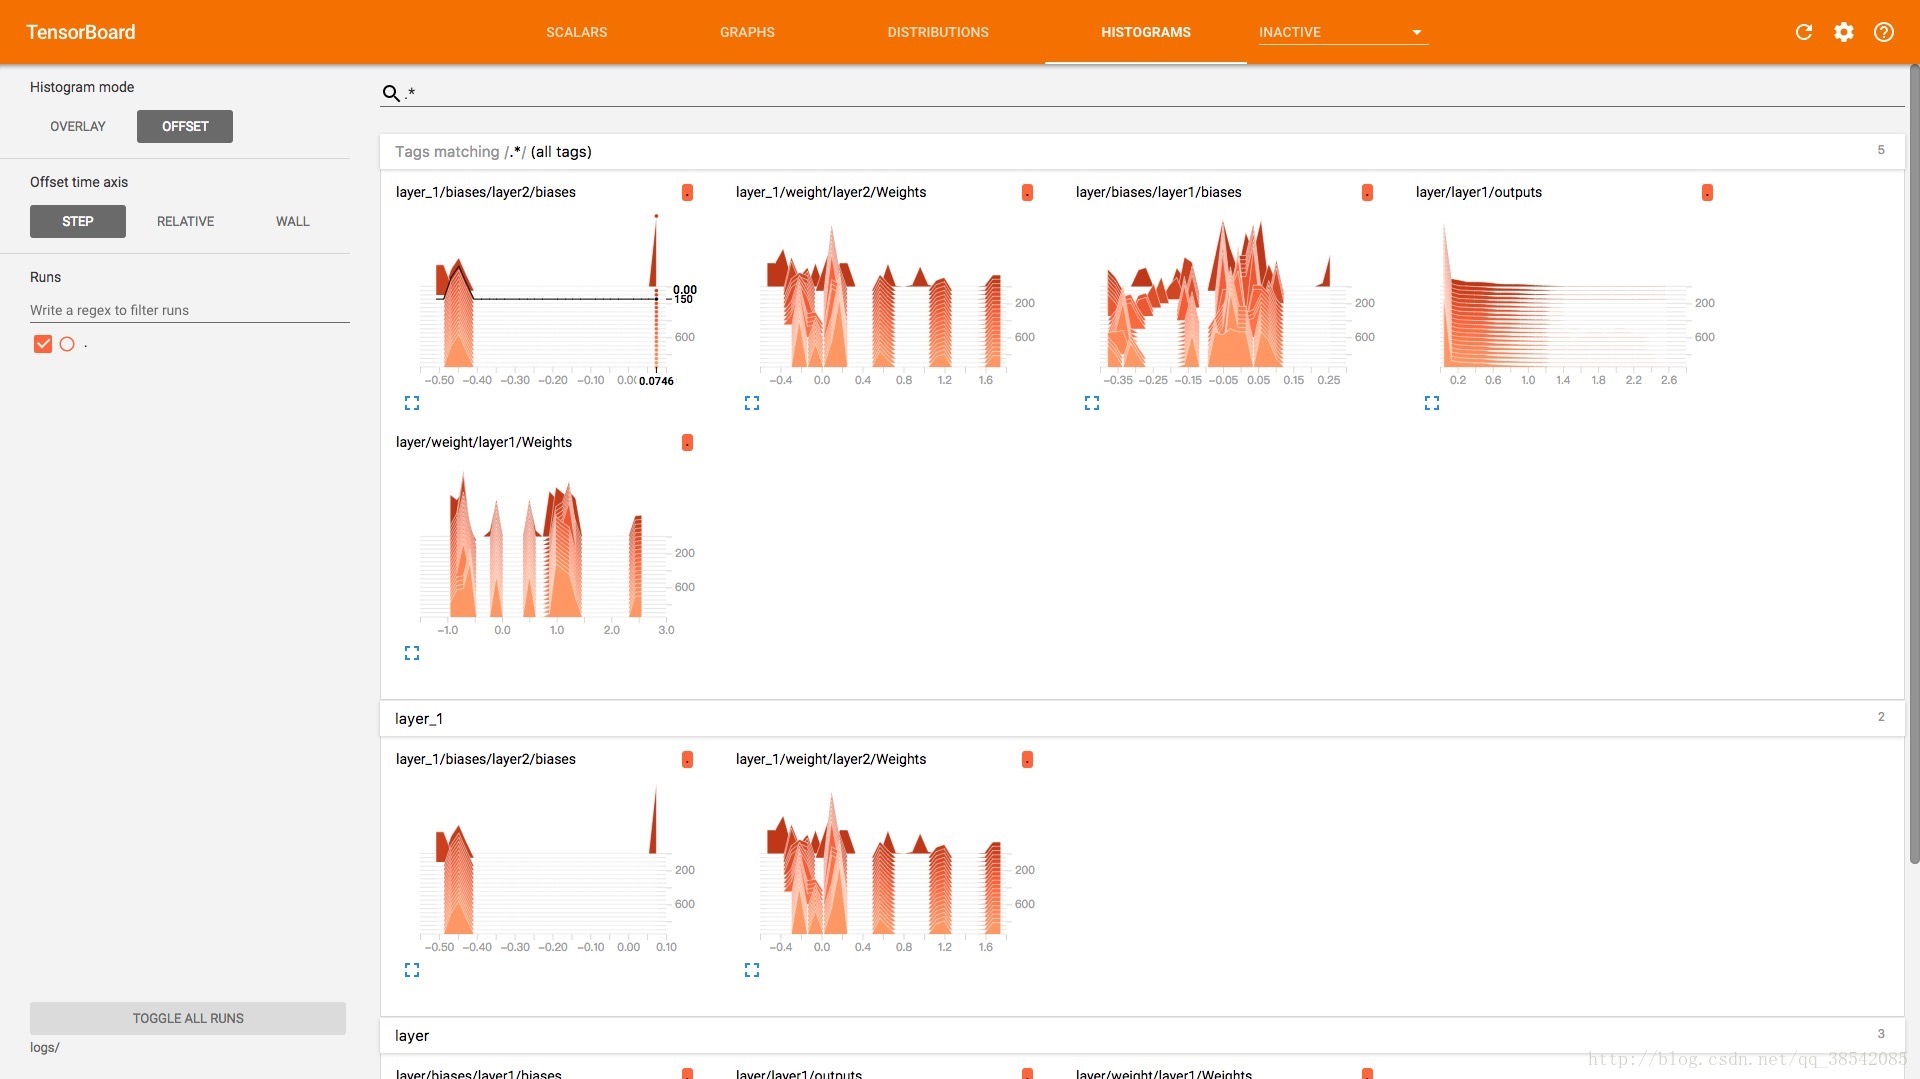 TensorBoard
SCALARS
GRAPHS
DISTRIBUTIONS
HISTOGRAMS
INACTIVE
Histogram mode
OVERLAY
OFFSET
Offset time axis
STEP
RELATIVE
WALL
Runs
Write a regex to filter runs
.
TOGGLE ALL RUNS
logs/
.*
Tags matching /.*/ (all tags)
5
layer_1/biases/layer2/biases
.
0.00
150
600
−0.50 −0.40 −0.30 −0.20 −0.10 0.0 0.0746
layer_1/weight/layer2/Weights
.
200
600
−0.4 0.0 0.4 0.8 1.2 1.6
layer/biases/layer1/biases
.
200
600
−0.35 −0.25 −0.15 −0.05 0.05 0.15 0.25
layer/layer1/outputs
.
200
600
0.2 0.6 1.0 1.4 1.8 2.2 2.6
layer/weight/layer1/Weights
.
200
600
−1.0 0.0 1.0 2.0 3.0
layer_1
2
layer_1/biases/layer2/biases
.
200
600
−0.50 −0.40 −0.30 −0.20 −0.10 0.00 0.10
layer_1/weight/layer2/Weights
.
200
600
−0.4 0.0 0.4 0.8 1.2 1.6
layer
3
layer/biases/layer1/biases
layer/layer1/outputs
layer/weight/layer1/Weights
http://blog.csdn.net/qq_38542085